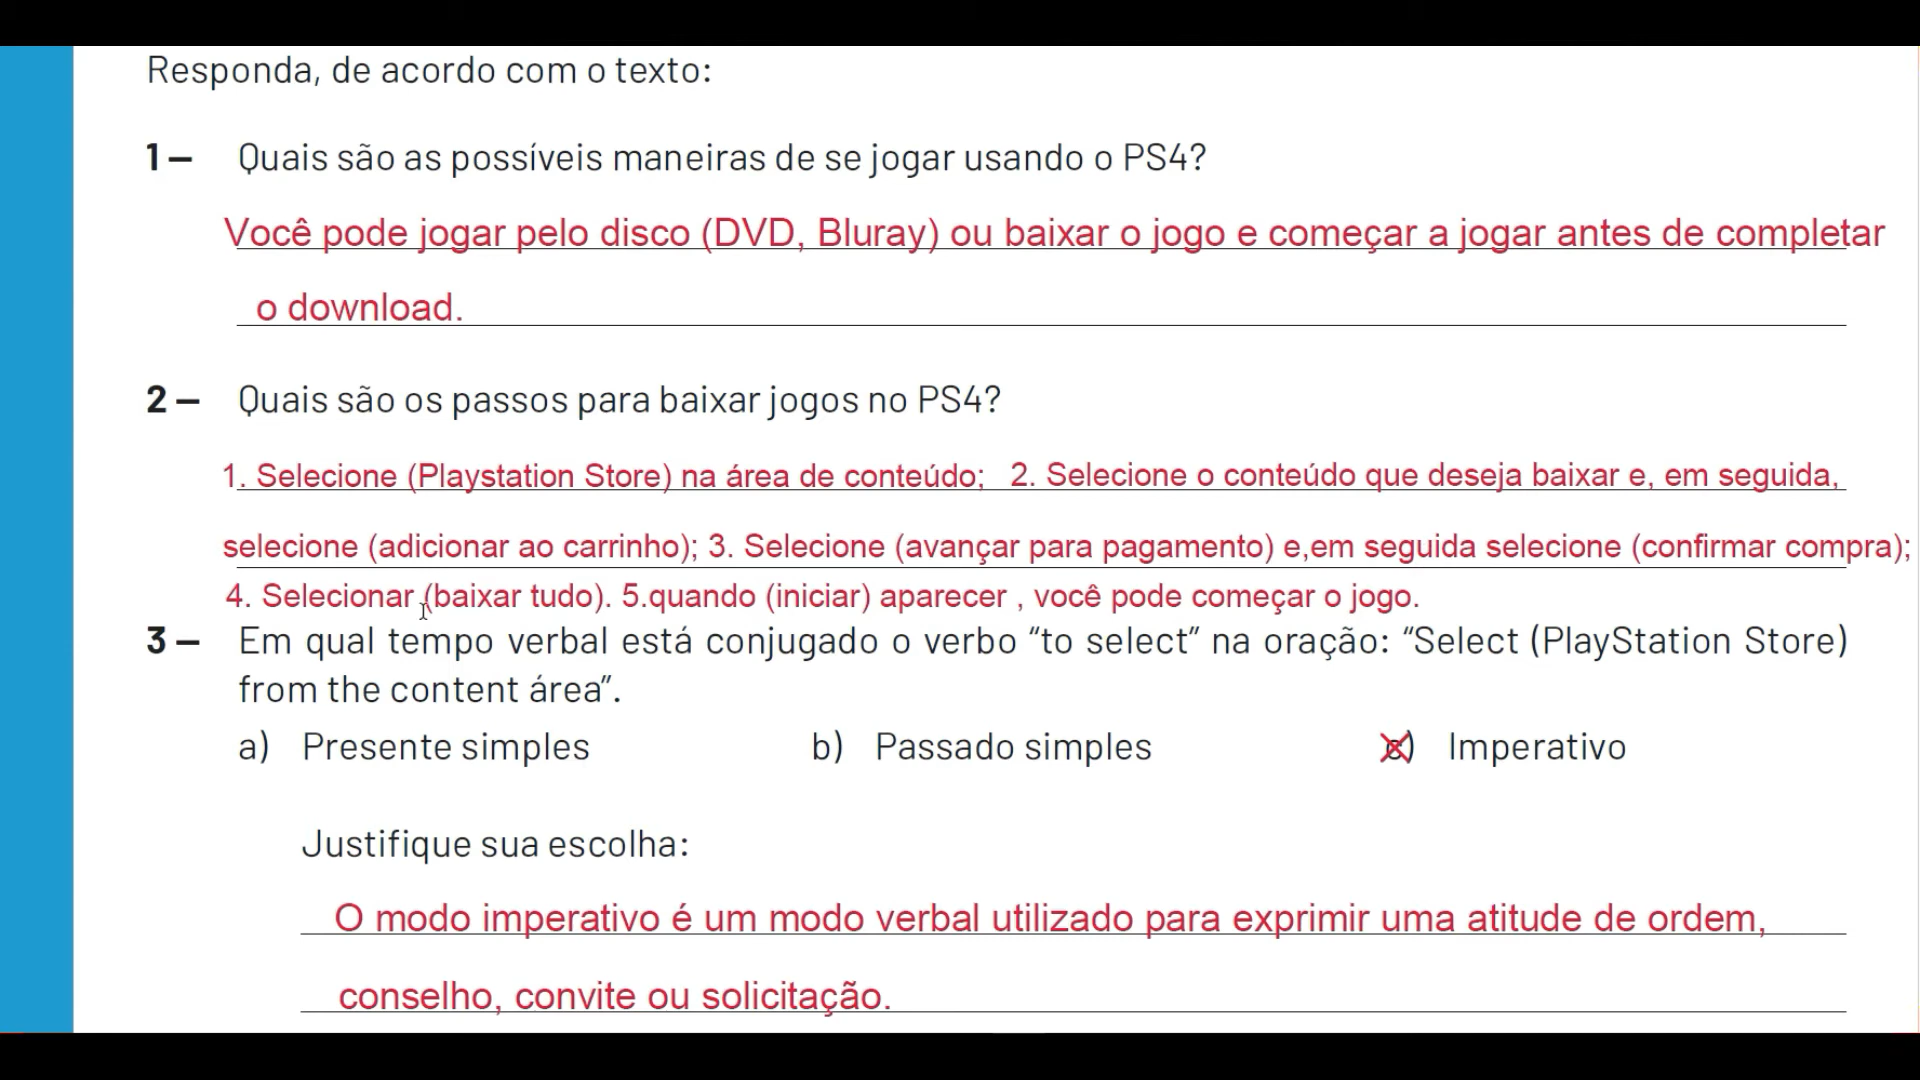 Responda, de acordo com o texto:
1 – Quais são as possíveis maneiras de se jogar usando o PS4?
Você pode jogar pelo disco (DVD, Bluray) ou baixar o jogo e começar a jogar antes de completar
o download.
2 – Quais são os passos para baixar jogos no PS4?
1. Selecione (Playstation Store) na área de conteúdo; 2. Selecione o conteúdo que deseja baixar e, em seguida,
selecione (adicionar ao carrinho); 3. Selecione (avançar para pagamento) e,em seguida selecione (confirmar compra);
4. Selecionar (baixar tudo). 5.quando (iniciar) aparecer , você pode começar o jogo.
3 – Em qual tempo verbal está conjugado o verbo “to select” na oração: “Select (PlayStation Store)
from the content área”.
a) Presente simples b) Passado simples c) Imperativo
Justifique sua escolha:
O modo imperativo é um modo verbal utilizado para exprimir uma atitude de ordem,
conselho, convite ou solicitação.